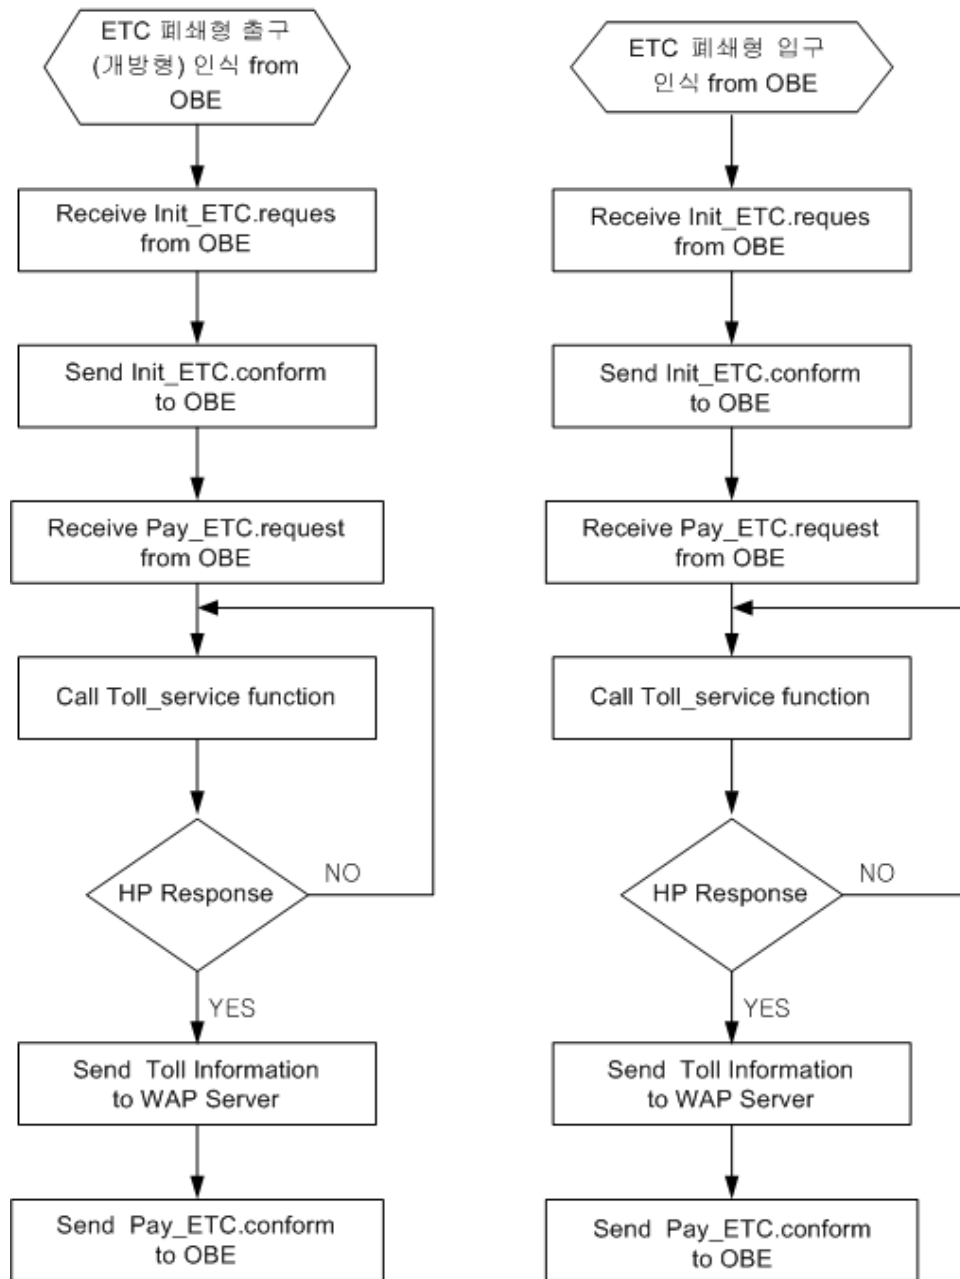 ETC 폐쇄형 출구
(개방형) 인식 from
OBE
Receive Init_ETC.reques
from OBE
Send Init_ETC.conform
to OBE
Receive Pay_ETC.request
from OBE
Call Toll_service function
HP Response
NO
YES
Send Toll Information
to WAP Server
Send Pay_ETC.conform
to OBE
ETC 폐쇄형 입구
인식 from OBE
Receive Init_ETC.reques
from OBE
Send Init_ETC.conform
to OBE
Receive Pay_ETC.request
from OBE
Call Toll_service function
HP Response
NO
YES
Send Toll Information
to WAP Server
Send Pay_ETC.conform
to OBE